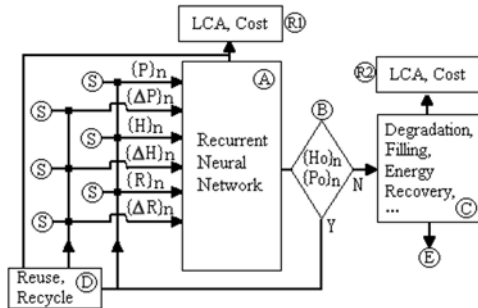 LCA, Cost R1
A
S {P}n
S {ΔP}n
S {H}n
S {ΔH}n
S {R}n
S {ΔR}n
Recurrent
Neural
Network
B
{Ho}n
{Po}n
N
Y
R2 LCA, Cost
Degradation,
Filling,
Energy
Recovery,
...
C
E
Reuse, D
Recycle